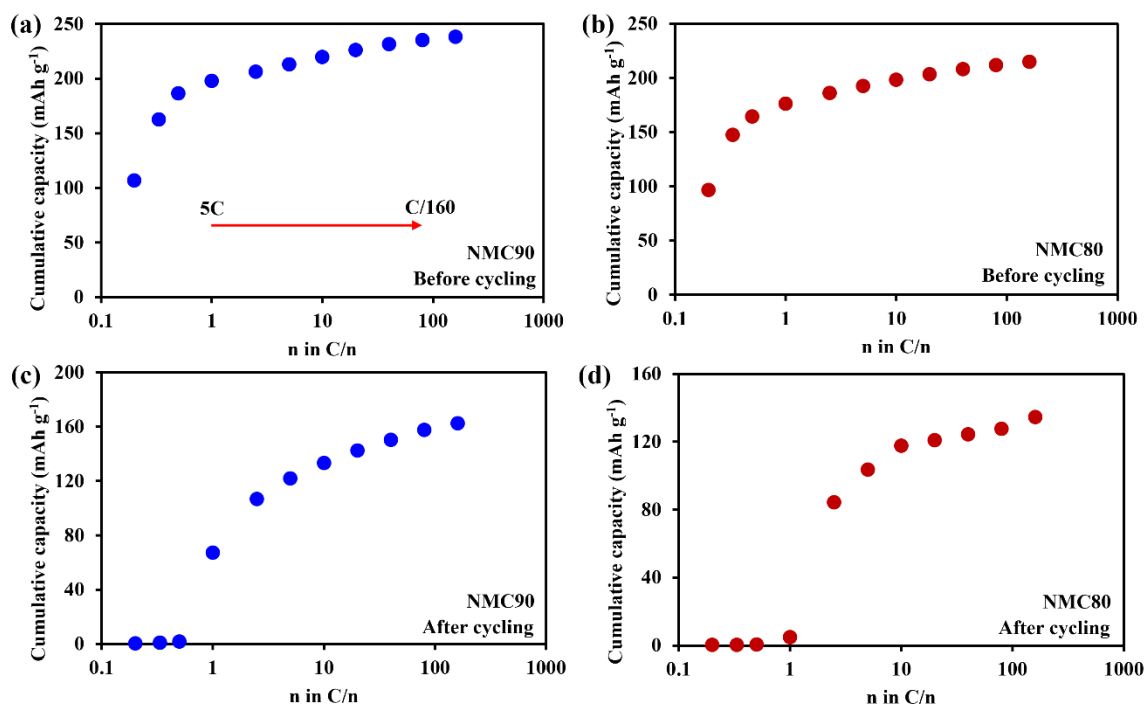 (a)
Cumulative capacity (mAh g-1)
250
200
150
100
50
0
5C
C/160
NMC90
Before cycling
0.1
1
10
100
1000
n in C/n
(b)
Cumulative capacity (mAh g-1)
250
200
150
100
50
0
NMC80
Before cycling
0.1
1
10
100
1000
n in C/n
(c)
Cumulative capacity (mAh g-1)
200
160
120
80
40
0
NMC90
After cycling
0.1
1
10
100
1000
n in C/n
(d)
Cumulative capacity (mAh g-1)
160
120
80
40
0
NMC80
After cycling
0.1
1
10
100
1000
n in C/n